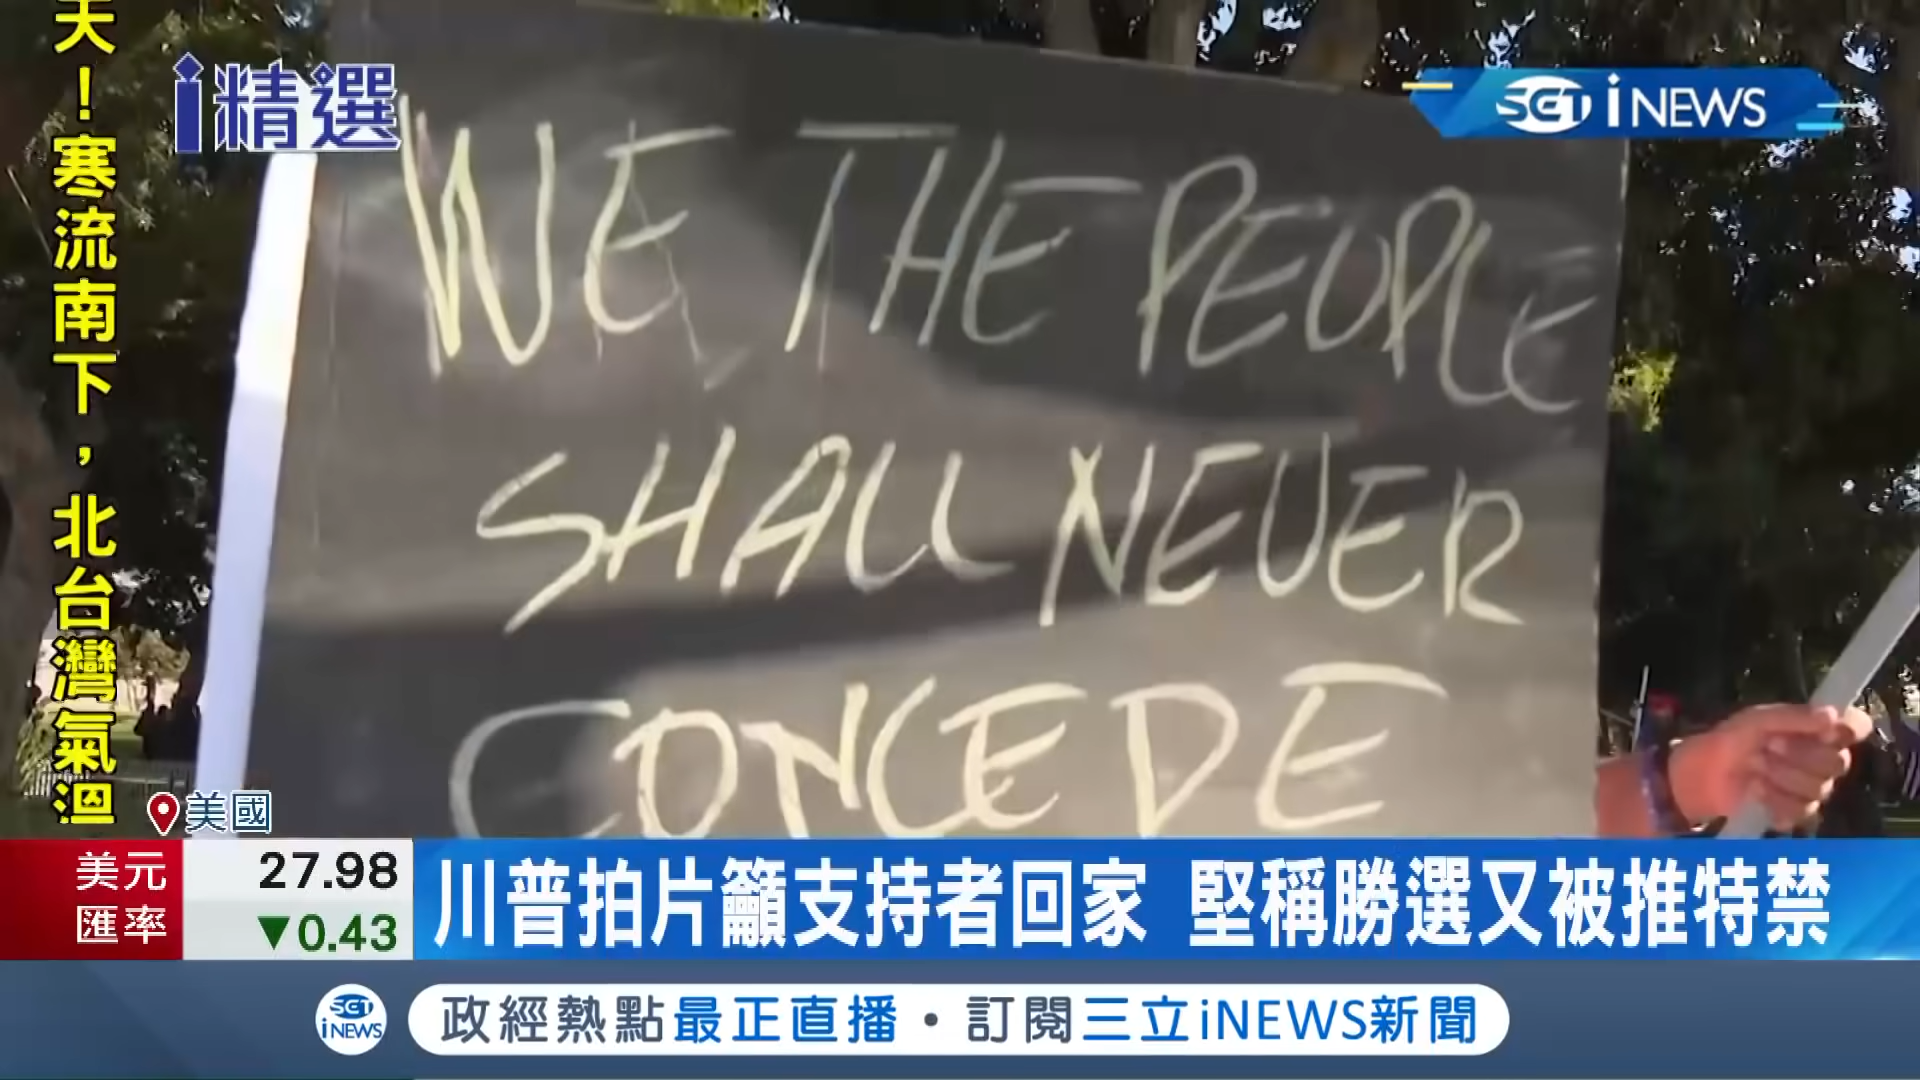 天！寒流南下，北台灣氣溫
i精選
SET iNEWS
WE THE PEOPLE
SHALL NEVER
CONCEDE
美國
美元
匯率
27.98
▼0.43
川普拍片籲支持者回家 堅稱勝選又被推特禁
SET
iNEWS
政經熱點最正直播・訂閱三立iNEWS新聞